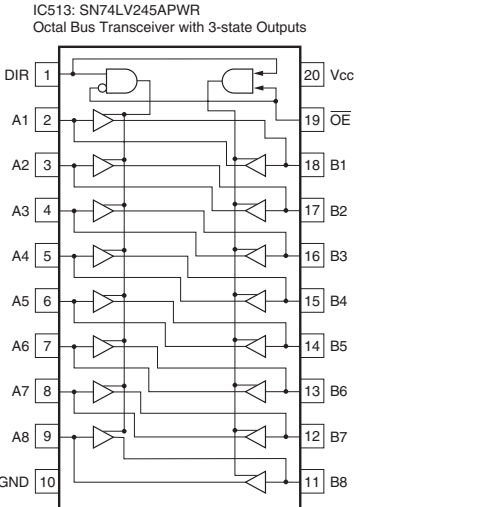 IC513: SN74LV245APWR
Octal Bus Transceiver with 3-state Outputs
DIR 1 20 Vcc
A1 2 19 OE
A2 3 18 B1
A3 4 17 B2
A4 5 16 B3
A5 6 15 B4
A6 7 14 B5
A7 8 13 B6
A8 9 12 B7
GND 10 11 B8